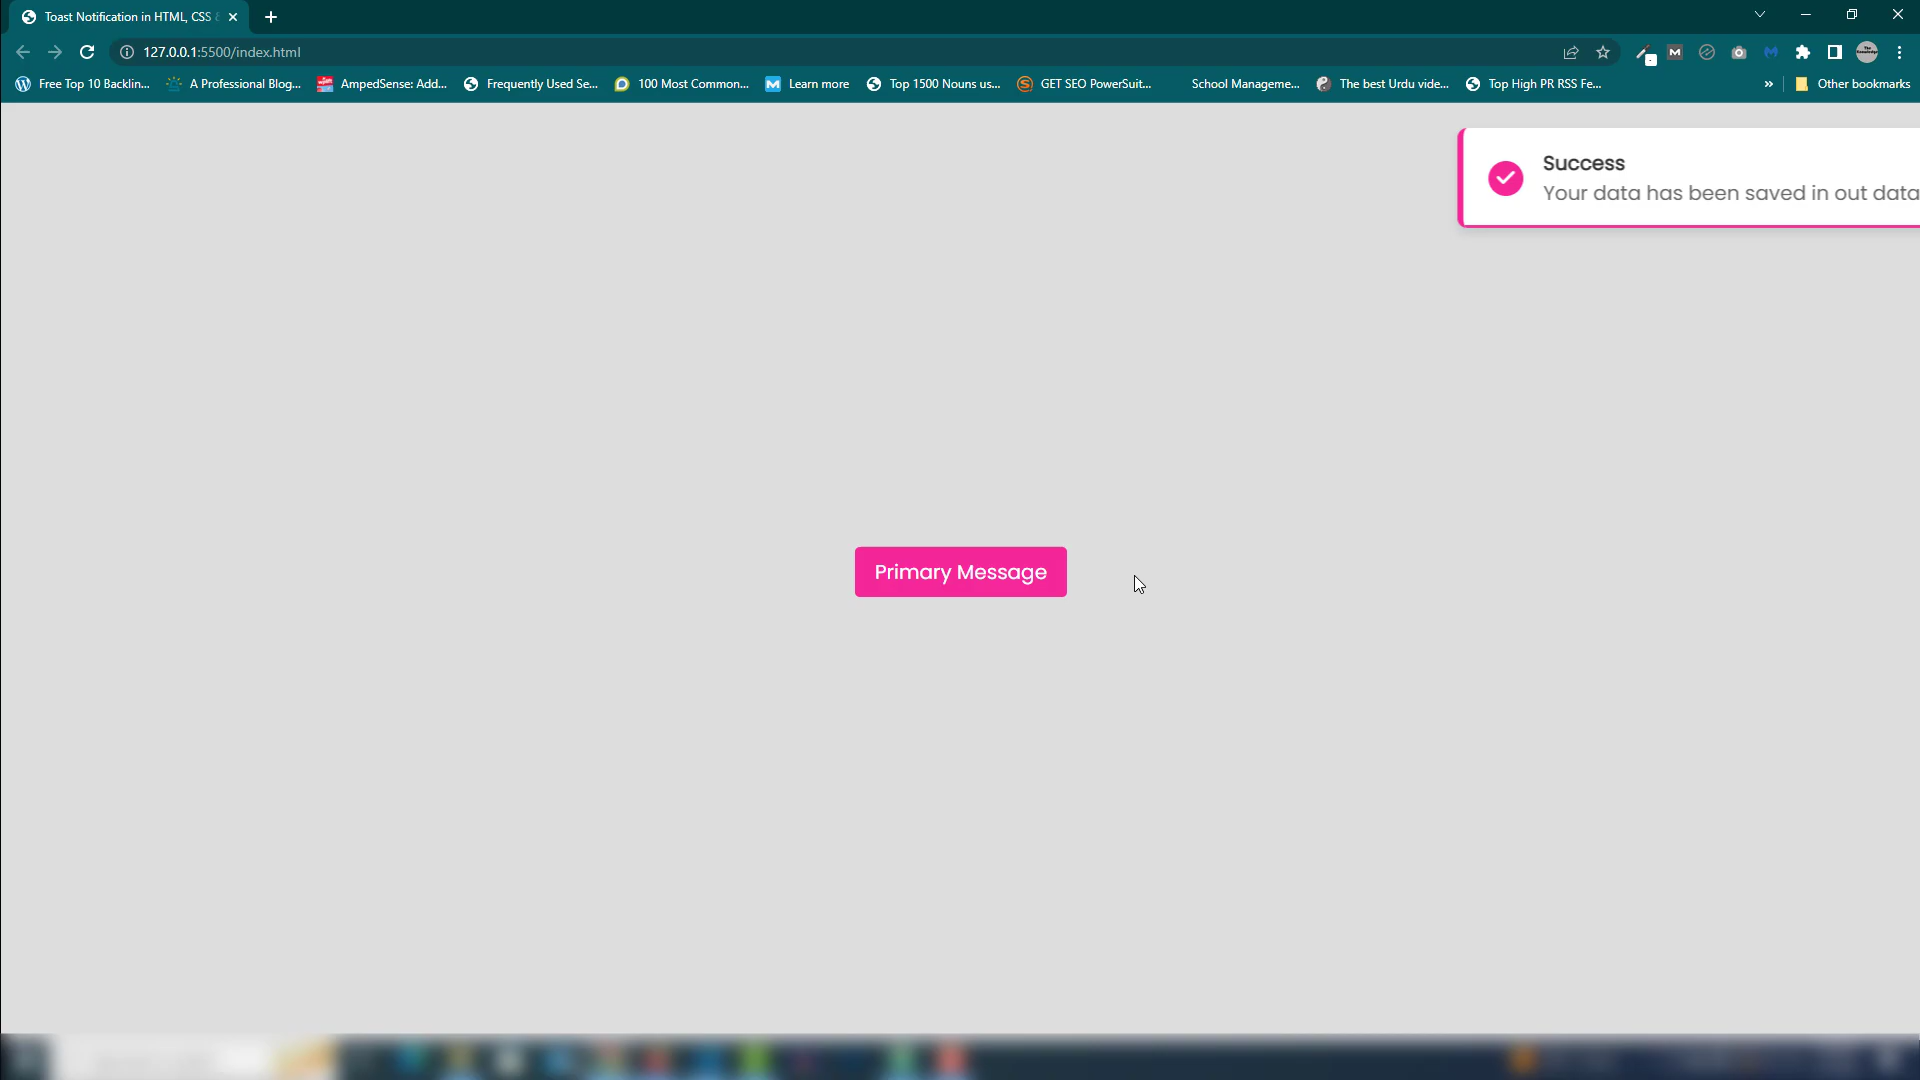 Toast Notification in HTML, CSS &
127.0.0.1:5500/index.html
Free Top 10 Backlin... A Professional Blog... AmpedSense: Add... Frequently Used Se... 100 Most Common... Learn more Top 1500 Nouns us... GET SEO PowerSuit... School Manageme... The best Urdu vide... Top High PR RSS Fe... » Other bookmarks
Success
Your data has been saved in out data
Primary Message